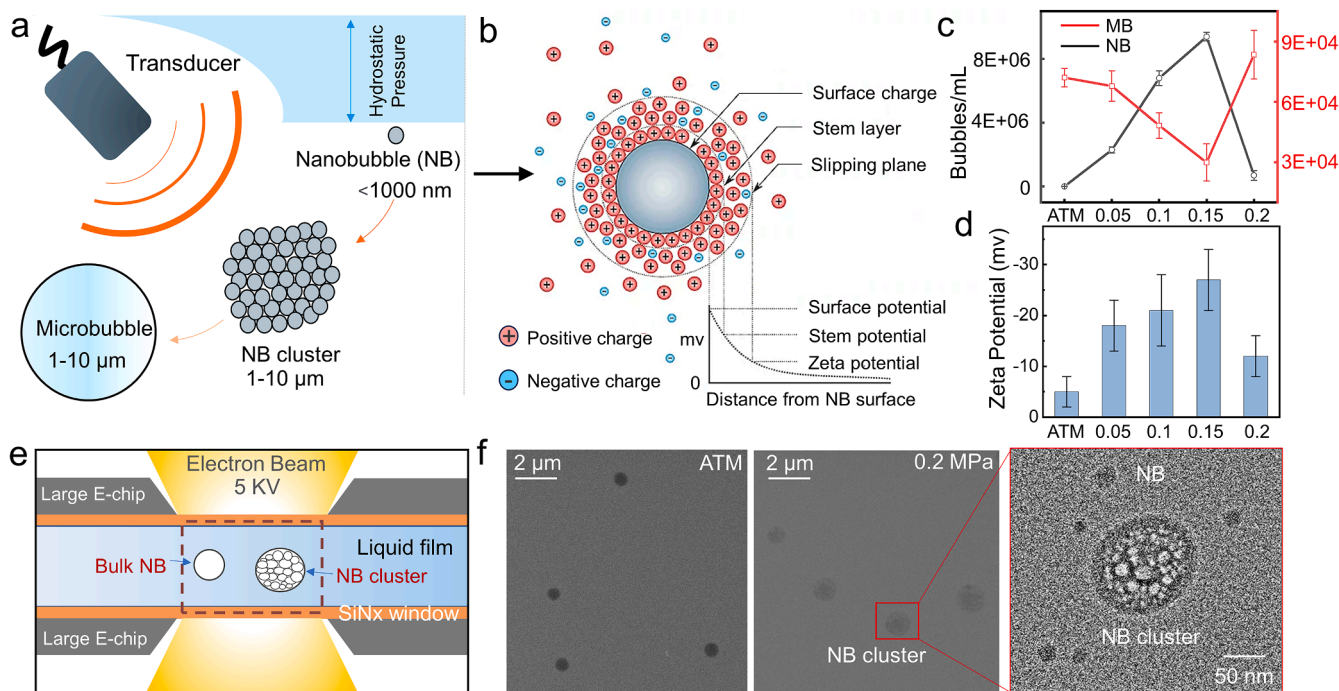 a
Transducer
Hydrostatic
Pressure
Nanobubble (NB)
<1000 nm
Microbubble
1-10 μm
NB cluster
1-10 μm
b
Surface charge
Stem layer
Slipping plane
Positive charge
Negative charge
mv
0
Surface potential
Stem potential
Zeta potential
Distance from NB surface
c
MB
NB
Bubbles/mL
8E+06
4E+06
0
9E+04
6E+04
3E+04
ATM 0.05 0.1 0.15 0.2
d
Zeta Potential (mv)
-30
-20
-10
0
ATM 0.05 0.1 0.15 0.2
e
Electron Beam
5 KV
Large E-chip
Liquid film
Bulk NB
NB cluster
SiNx window
Large E-chip
f
2 μm
ATM
2 μm
0.2 MPa
NB cluster
NB
NB cluster
50 nm